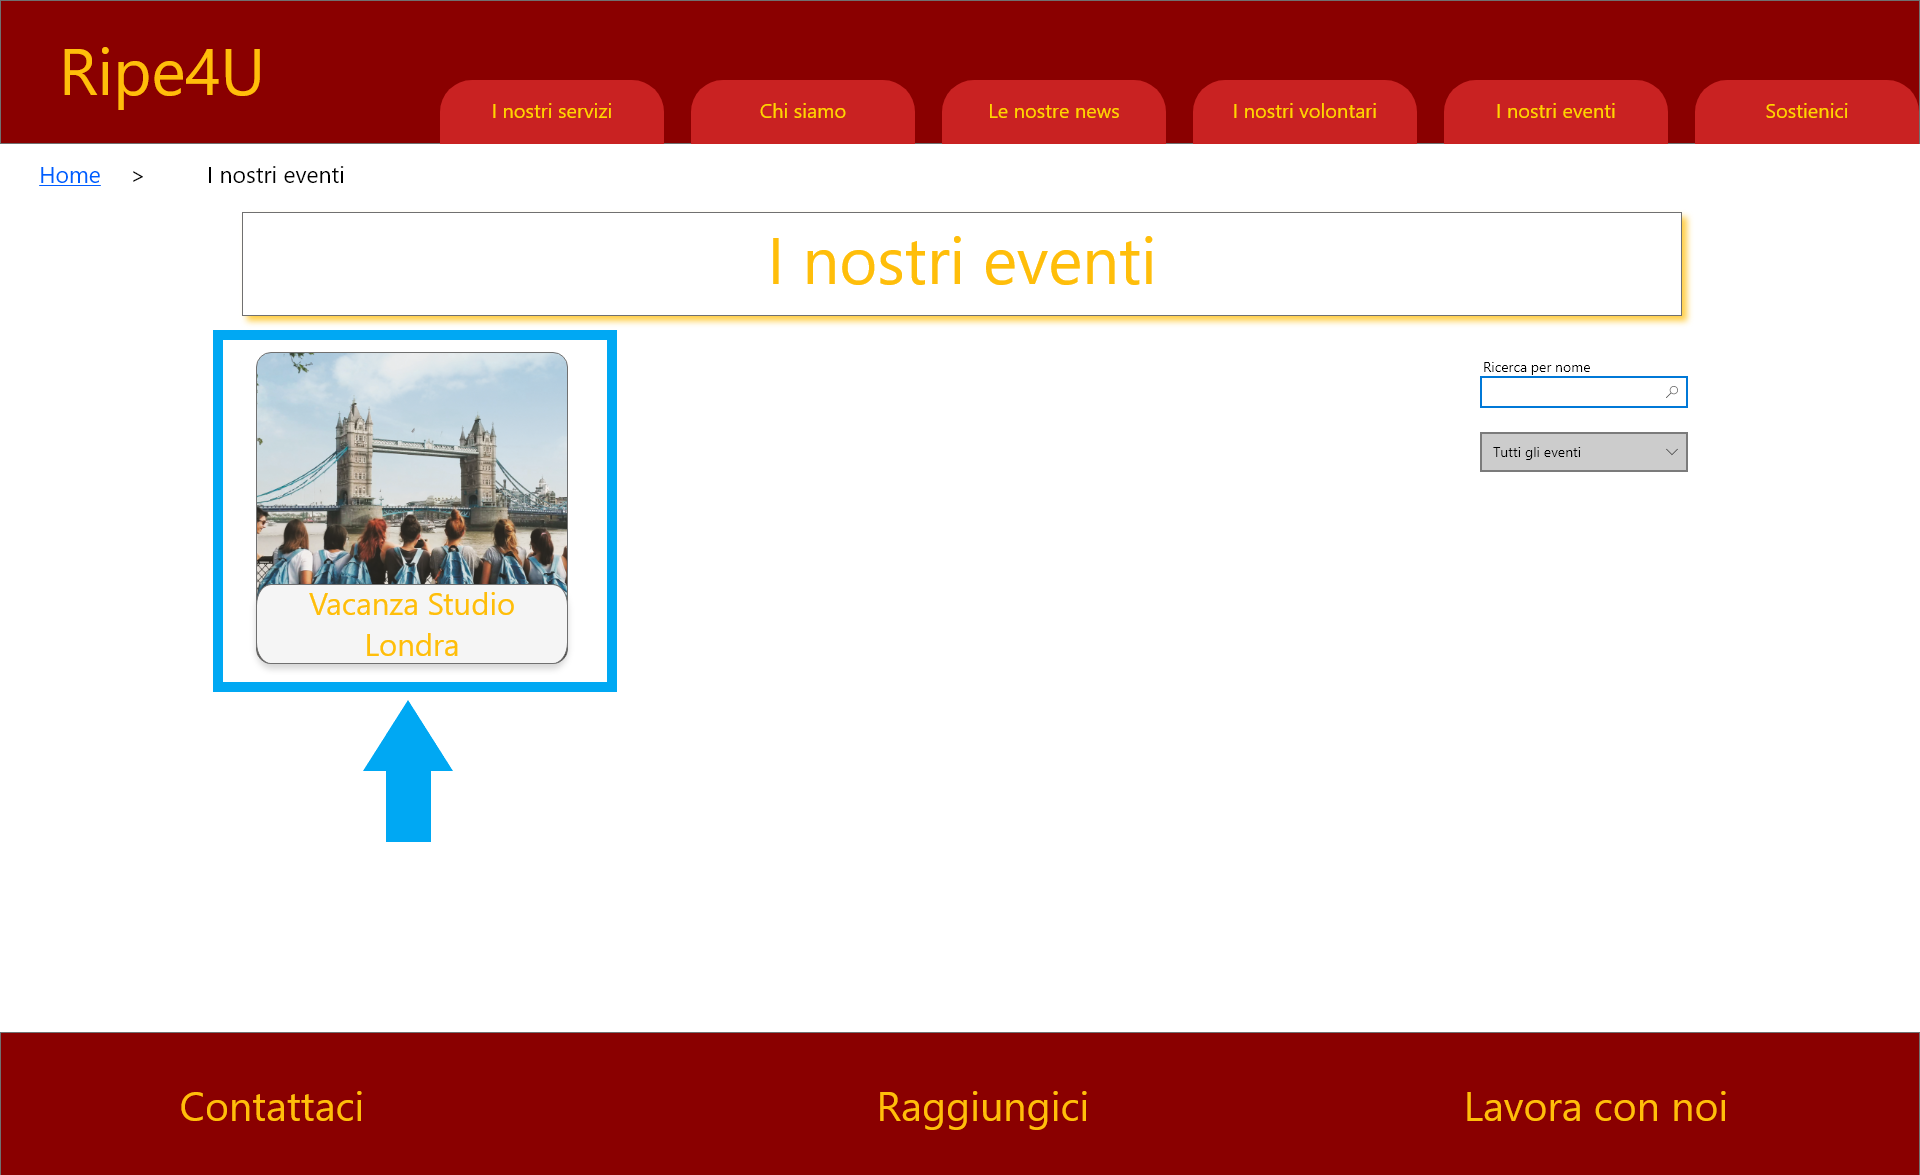 Ripe4U
I nostri servizi
Chi siamo
Le nostre news
I nostri volontari
I nostri eventi
Sostienici
Home > I nostri eventi
I nostri eventi
Ricerca per nome
Tutti gli eventi
Vacanza Studio
Londra
Contattaci
Raggiungici
Lavora con noi